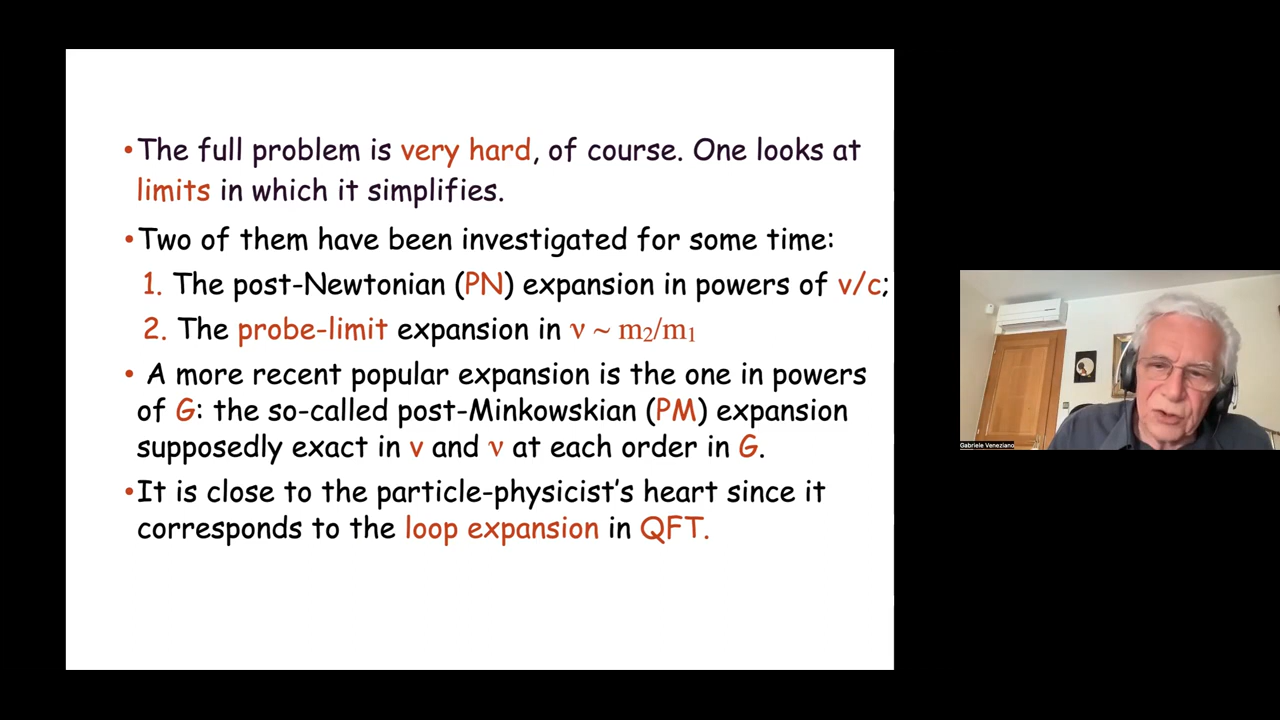 •The full problem is very hard, of course. One looks at
limits in which it simplifies.
•Two of them have been investigated for some time:
1. The post-Newtonian (PN) expansion in powers of v/c;
2. The probe-limit expansion in ν ~ m₂/m₁
• A more recent popular expansion is the one in powers
of G: the so-called post-Minkowskian (PM) expansion
supposedly exact in v and ν at each order in G.
•It is close to the particle-physicist's heart since it
corresponds to the loop expansion in QFT.
Gabriele Veneziano